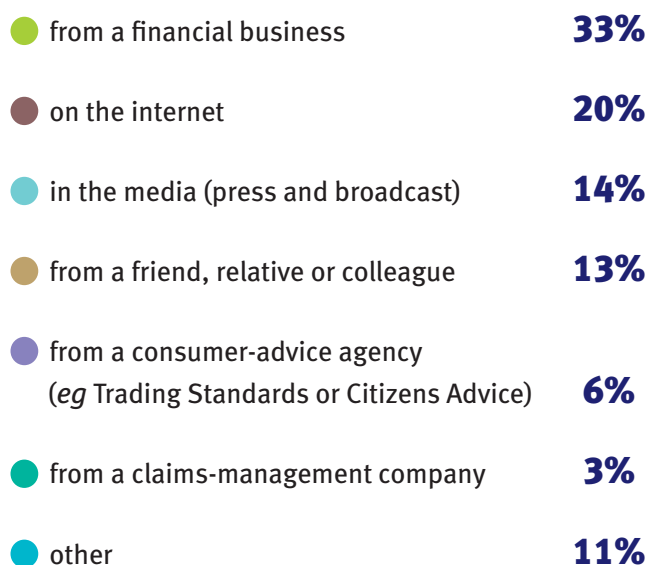 from a financial business 33%
on the internet 20%
in the media (press and broadcast) 14%
from a friend, relative or colleague 13%
from a consumer-advice agency
(eg Trading Standards or Citizens Advice) 6%
from a claims-management company 3%
other 11%